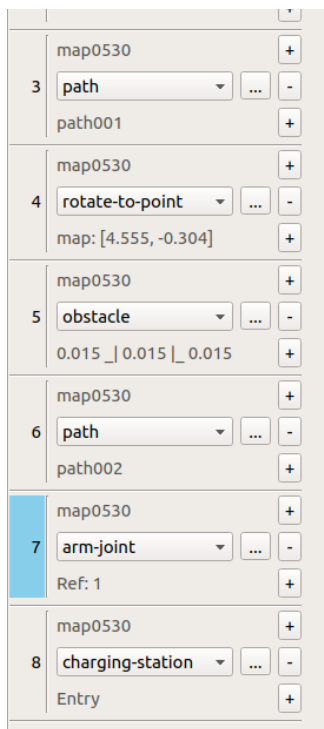 +
map0530 +
3 path ... -
path001 +
map0530 +
4 rotate-to-point ... -
map: [4.555, -0.304] +
map0530 +
5 obstacle ... -
0.015 _| 0.015 |_ 0.015 +
map0530 +
6 path ... -
path002 +
map0530 +
7 arm-joint ... -
Ref: 1 +
map0530 +
8 charging-station ... -
Entry +